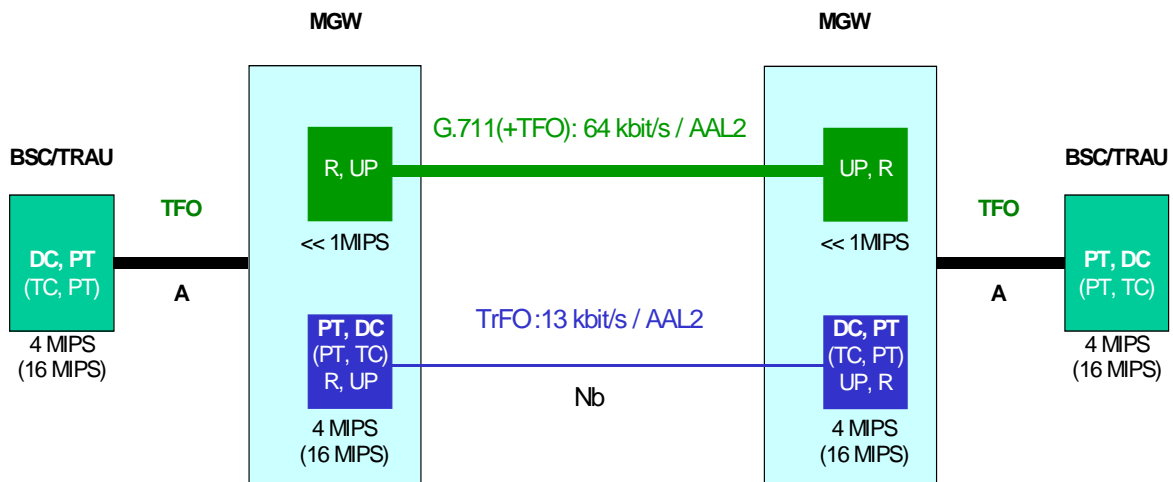 MGW
MGW
G.711(+TFO): 64 kbit/s / AAL2
BSC/TRAU
BSC/TRAU
R, UP
UP, R
TFO
TFO
<< 1MIPS
<< 1MIPS
DC, PT
(TC, PT)
PT, DC
(PT, TC)
A
A
TrFO :13 kbit/s / AAL2
PT, DC
(PT, TC)
R, UP
DC, PT
(TC, PT)
UP, R
4 MIPS
(16 MIPS)
4 MIPS
(16 MIPS)
Nb
4 MIPS
(16 MIPS)
4 MIPS
(16 MIPS)